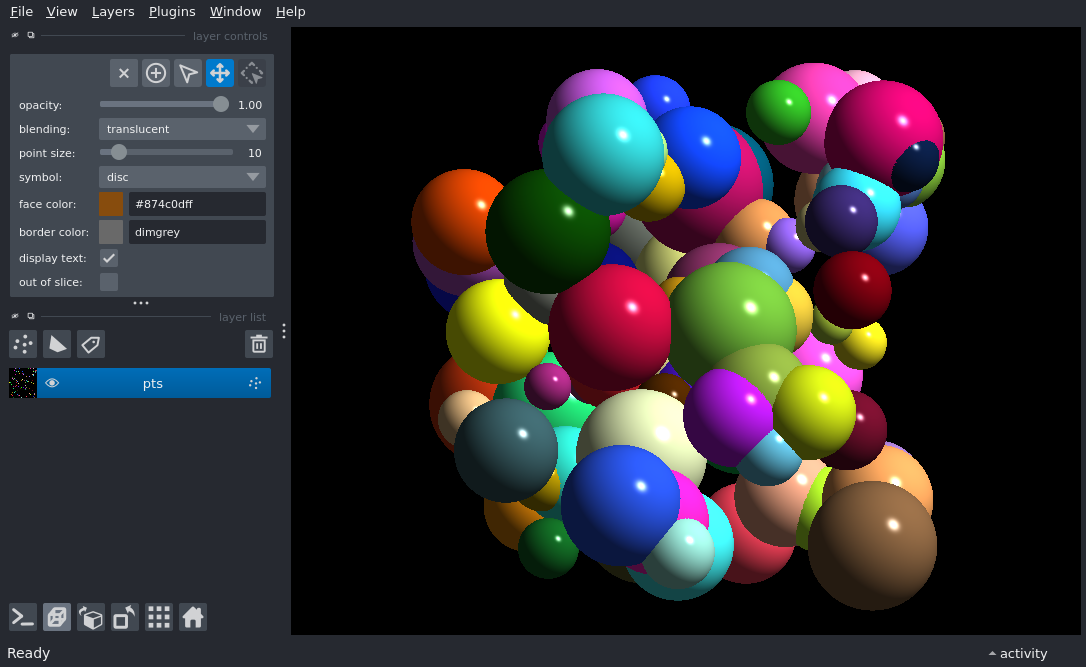 File View Layers Plugins Window Help
layer controls
opacity: 1.00
blending: translucent
point size: 10
symbol: disc
face color: #874c0dff
border color: dimgrey
display text:
out of slice:
layer list
pts
Ready
activity